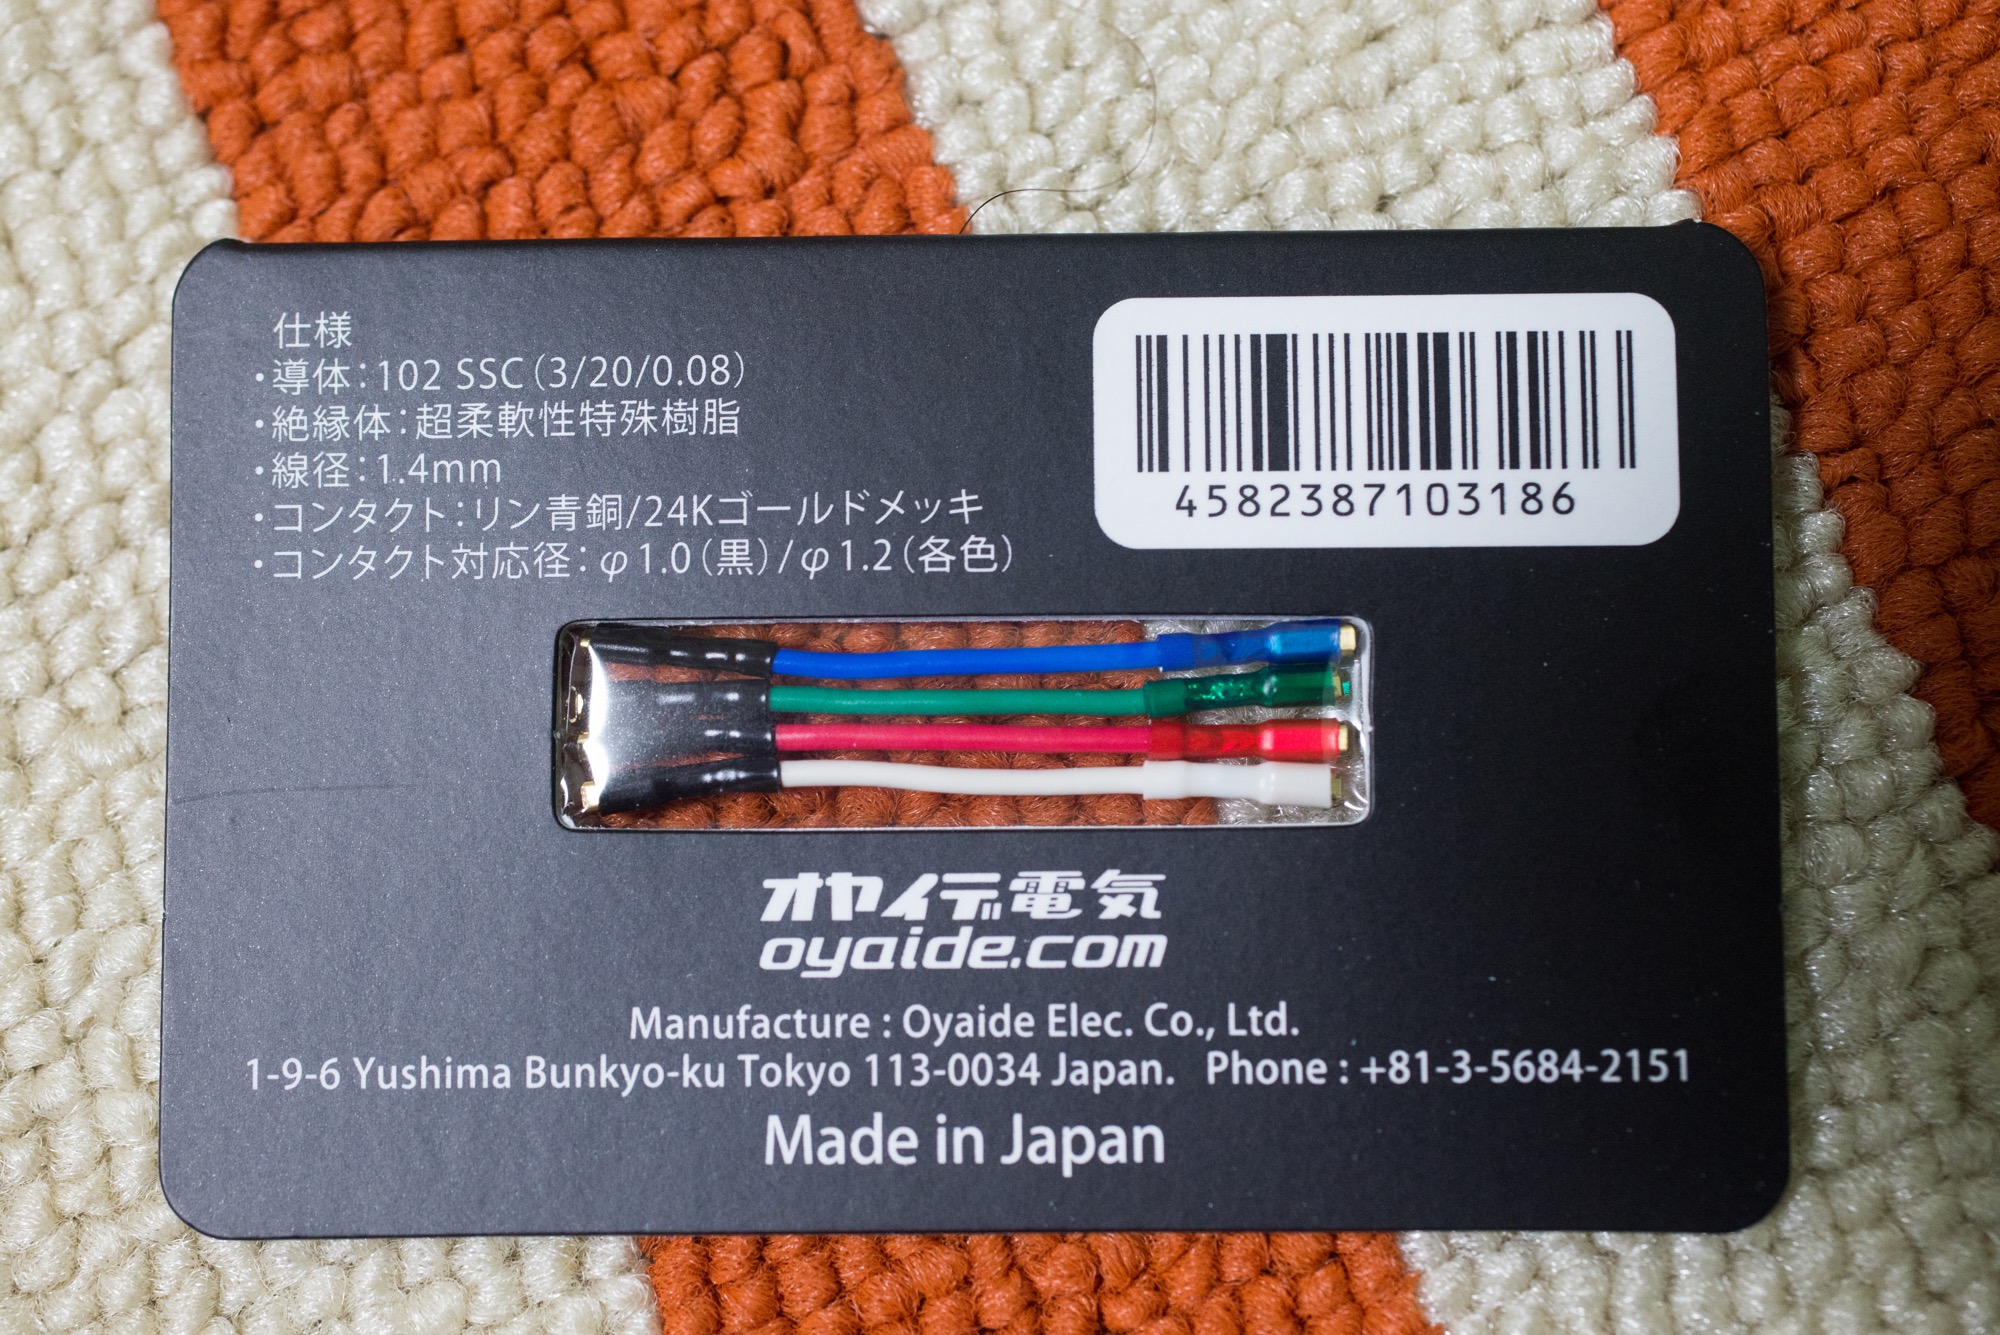 仕様
・導体：102 SSC（3/20/0.08）
・絶縁体：超柔軟性特殊樹脂
・線径：1.4mm
・コンタクト：リン青銅/24Kゴールドメッキ
・コンタクト対応径：φ1.0（黒）/φ1.2（各色）
4582387103186
オヤイデ電気
oyaide.com
Manufacture : Oyaide Elec. Co., Ltd.
1-9-6 Yushima Bunkyo-ku Tokyo 113-0034 Japan. Phone : +81-3-5684-2151
Made in Japan